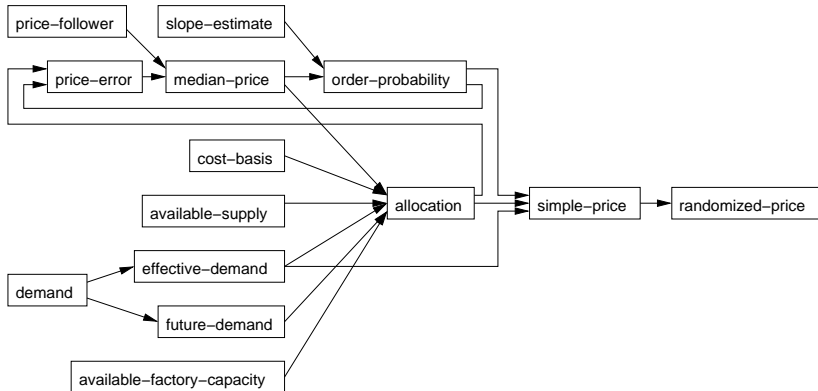 price−follower
slope−estimate
price−error
median−price
order−probability
cost−basis
available−supply
allocation
simple−price
randomized−price
effective−demand
demand
future−demand
available−factory−capacity